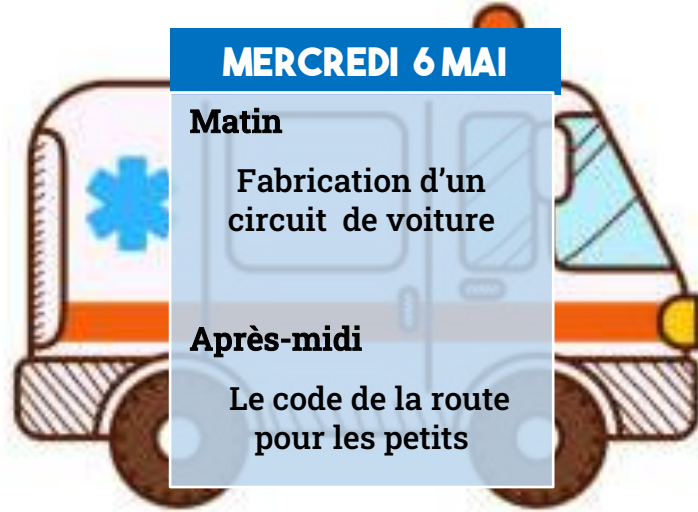 MERCREDI 6 MAI
Matin
Fabrication d’un
circuit de voiture
Après-midi
Le code de la route
pour les petits